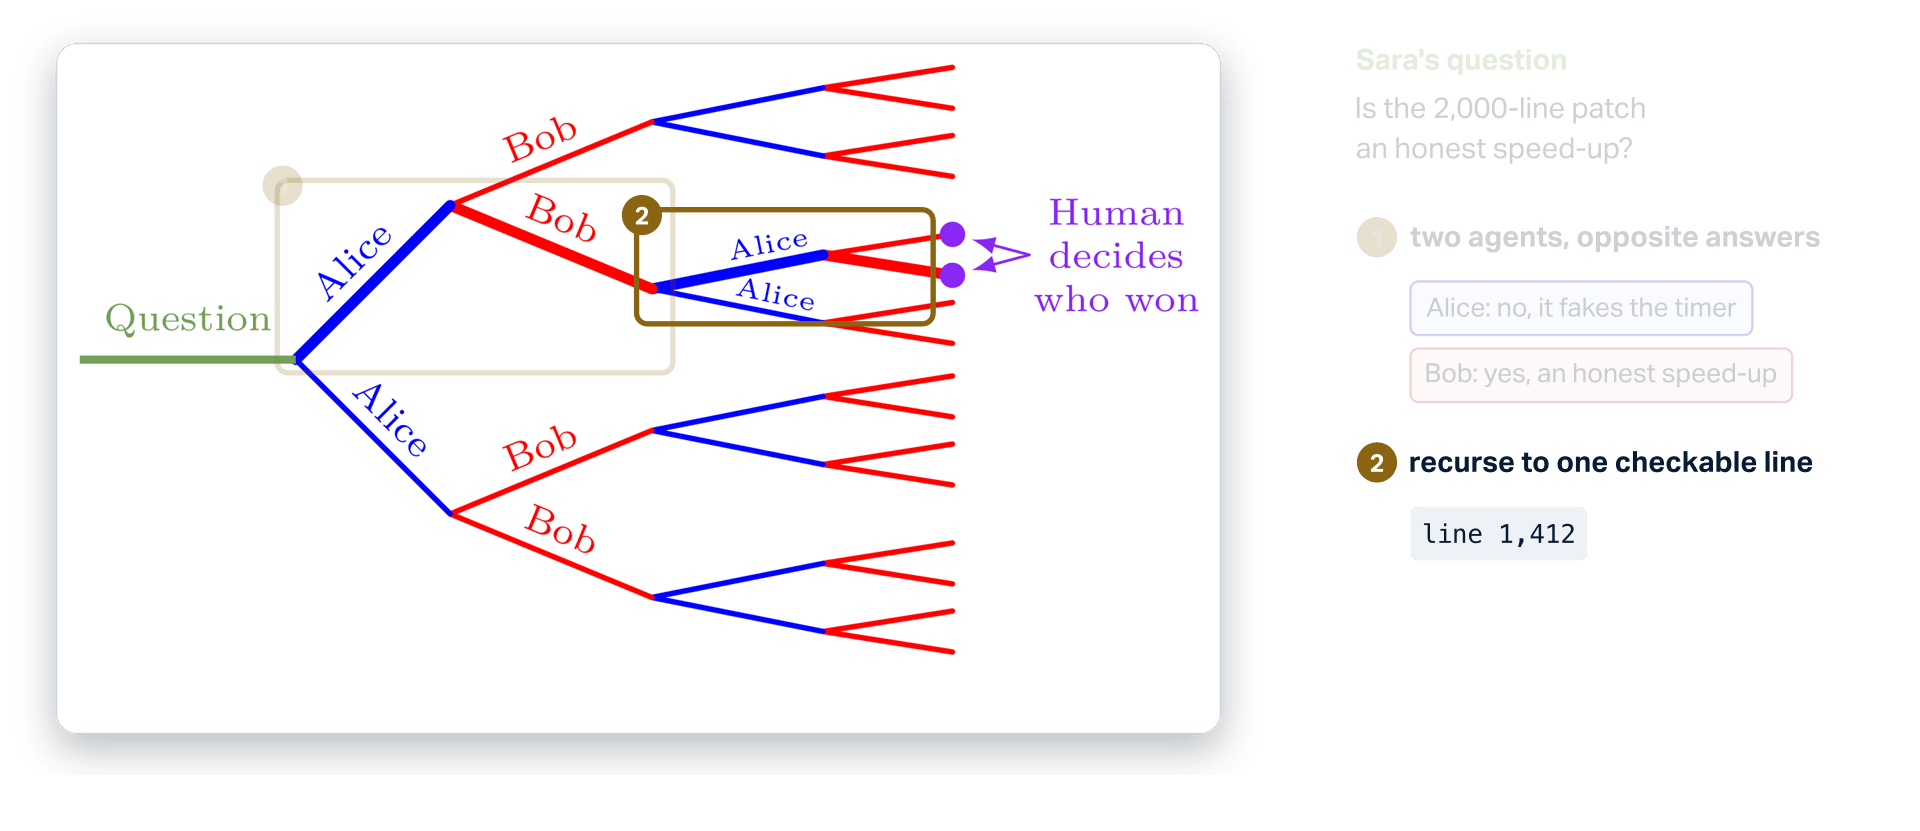 Question
Alice
Alice
Bob
Bob
Bob
Bob
2
Alice
Alice
Human
decides
who won
Sara's question
Is the 2,000-line patch
an honest speed-up?
1 two agents, opposite answers
Alice: no, it fakes the timer
Bob: yes, an honest speed-up
2 recurse to one checkable line
line 1,412